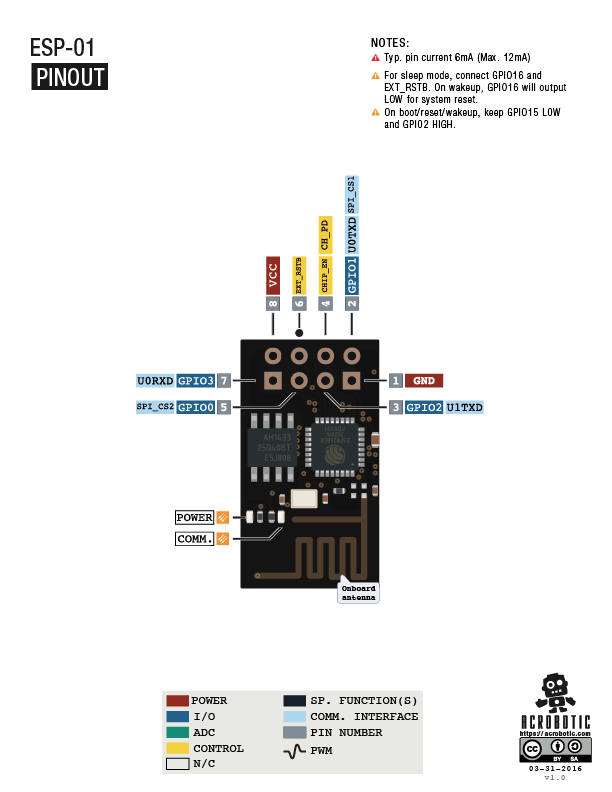 ESP-01
PINOUT
NOTES:
Typ. pin current 6mA (Max. 12mA)
For sleep mode, connect GPIO16 and
EXT_RSTB. On wakeup, GPIO16 will output
LOW for system reset.
On boot/reset/wakeup, keep GPIO15 LOW
and GPIO2 HIGH.
8 VCC
6 EXT_RSTB
4 CHIP_EN CH_PD
2 GPIO1 U0TXD SPI_CS1
U0RXD GPIO3 7
1 GND
SPI_CS2 GPIO0 5
3 GPIO2 U1TXD
AH1433
25Q40BT
E5J808
POWER
COMM.
Onboard
antenna
POWER
I/O
ADC
CONTROL
N/C
SP. FUNCTION(S)
COMM. INTERFACE
PIN NUMBER
PWM
ACROBOTIC
https://acrobotic.com
cc BY SA
03-31-2016
v1.0